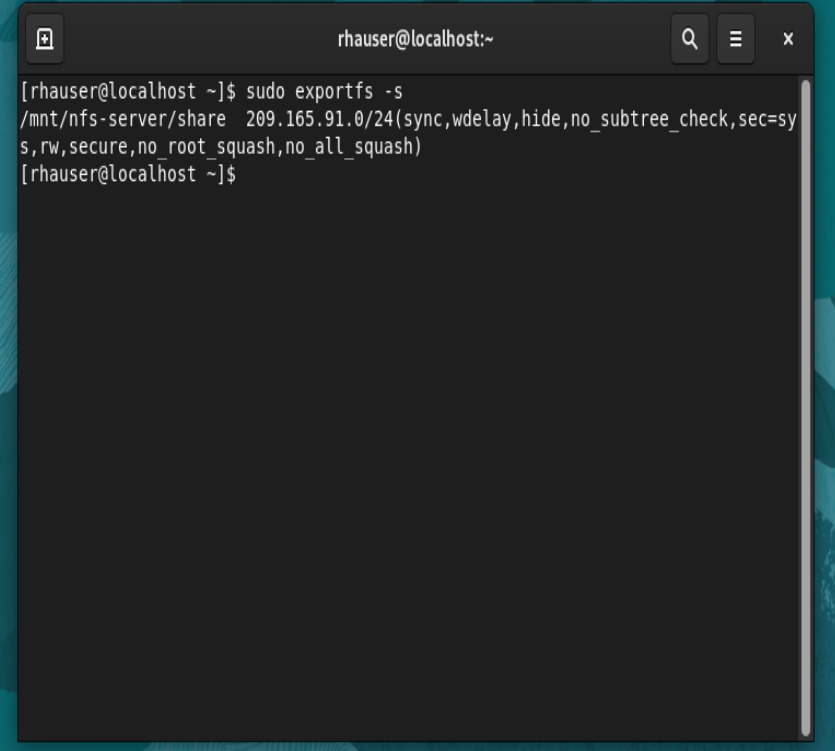 rhauser@localhost:~
[rhauser@localhost ~]$ sudo exportfs -s
/mnt/nfs-server/share  209.165.91.0/24(sync,wdelay,hide,no_subtree_check,sec=sy
s,rw,secure,no_root_squash,no_all_squash)
[rhauser@localhost ~]$